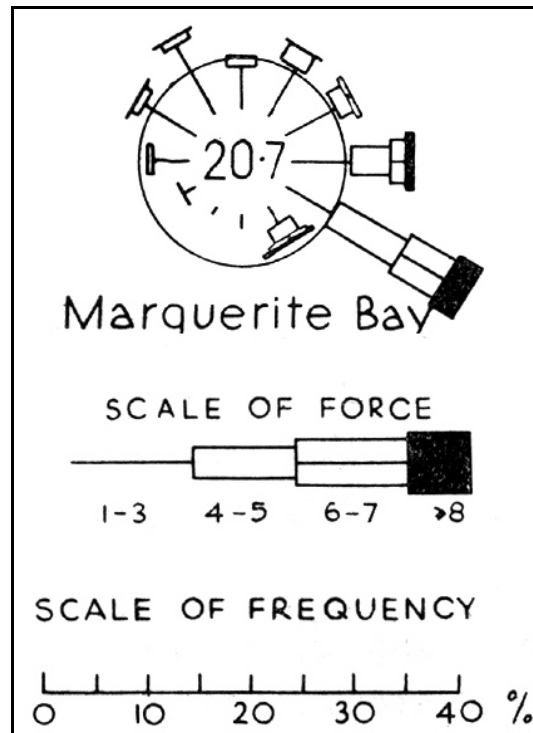 20·7
Marquerite Bay
SCALE OF FORCE
1-3 4-5 6-7 ⩾8
SCALE OF FREQUENCY
0 10 20 30 40 %